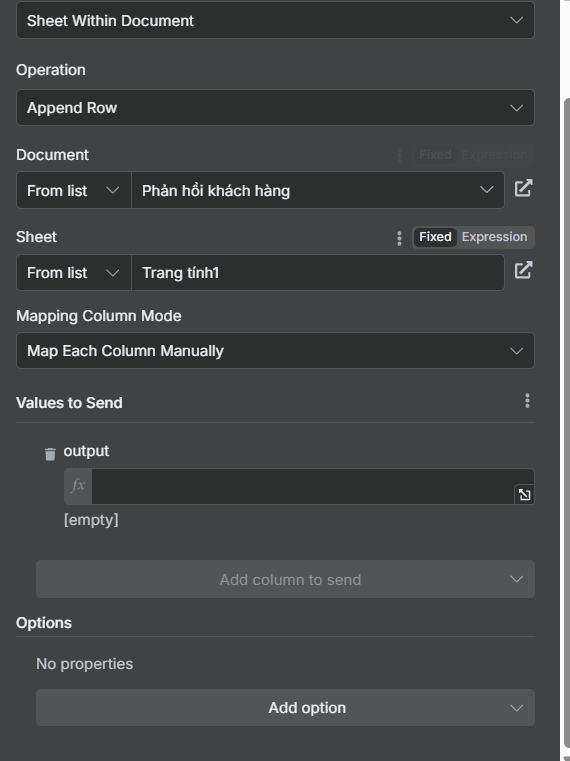 Sheet Within Document
Operation
Append Row
Document
Fixed Expression
From list
Phản hồi khách hàng
Sheet
Fixed Expression
From list
Trang tính1
Mapping Column Mode
Map Each Column Manually
Values to Send
output
fx
[empty]
Add column to send
Options
No properties
Add option